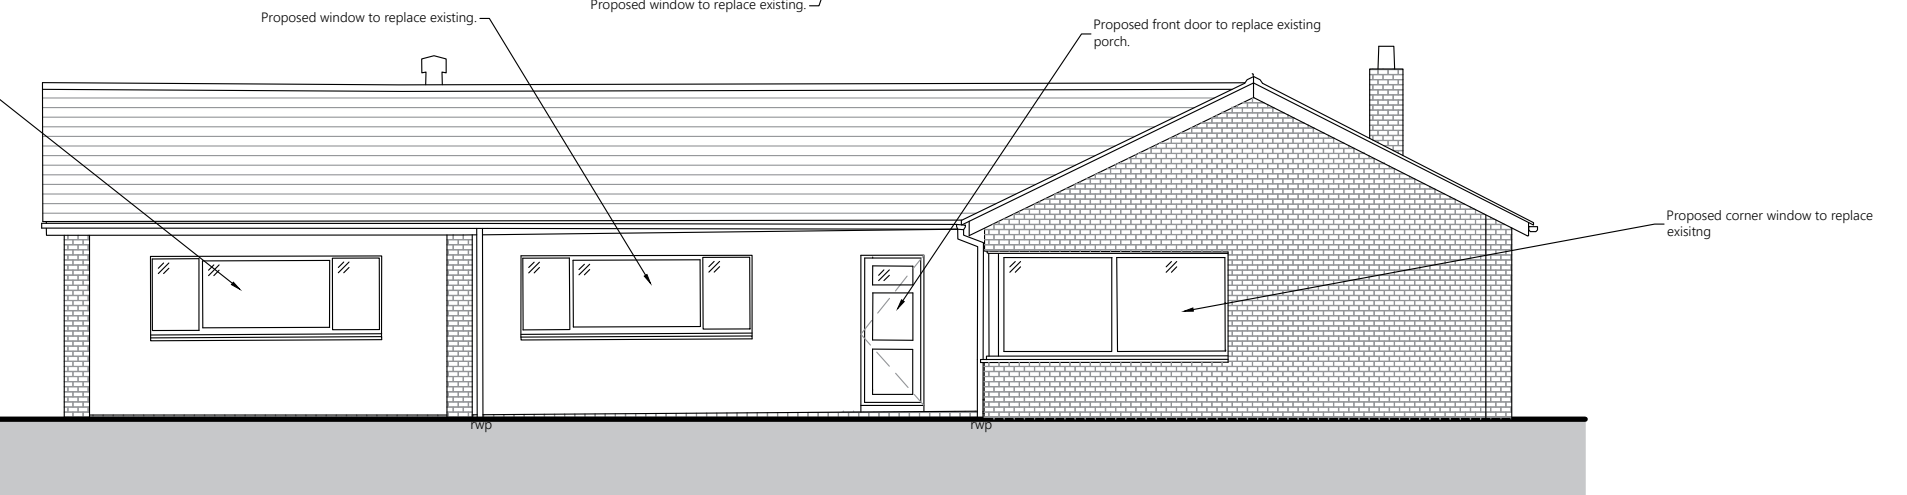 Proposed window to replace existing.
Proposed window to replace existing.
Proposed front door to replace existing
porch.
Proposed corner window to replace
exisitng
rwp
rwp